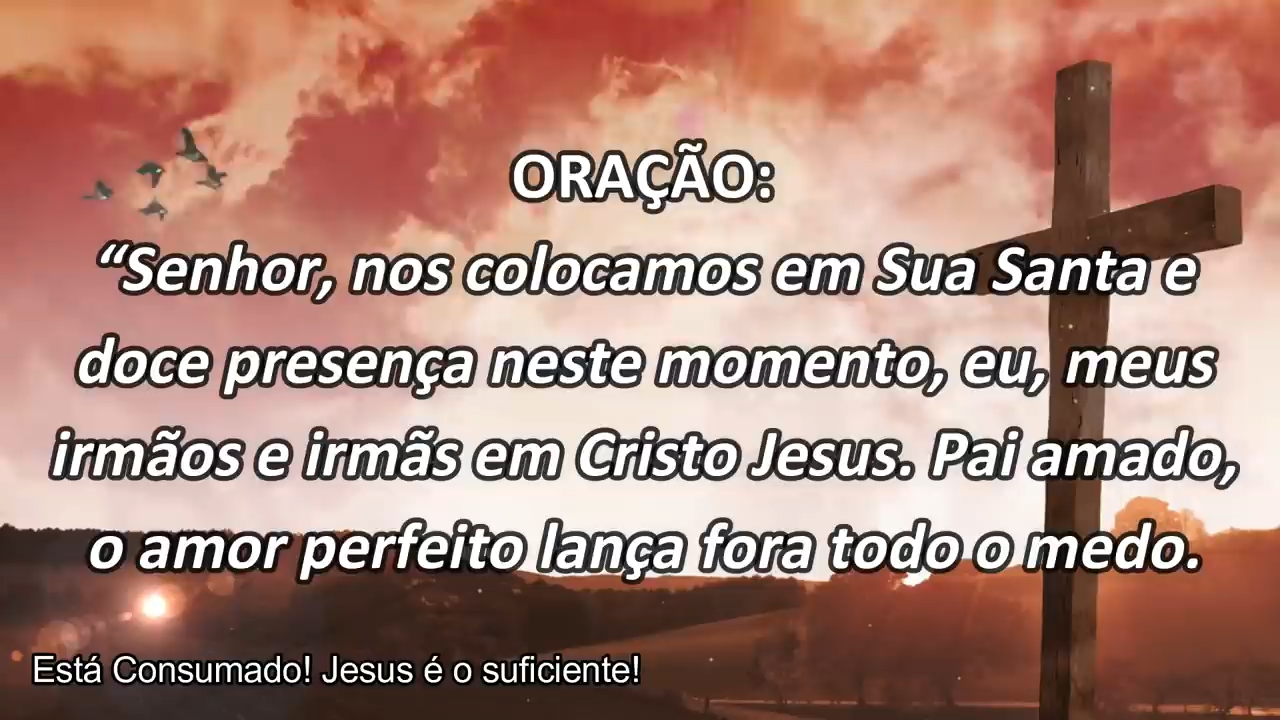 ORAÇÃO:
“Senhor, nos colocamos em Sua Santa e
doce presença neste momento, eu, meus
irmãos e irmãs em Cristo Jesus. Pai amado,
o amor perfeito lança fora todo o medo.
Está Consumado! Jesus é o suficiente!